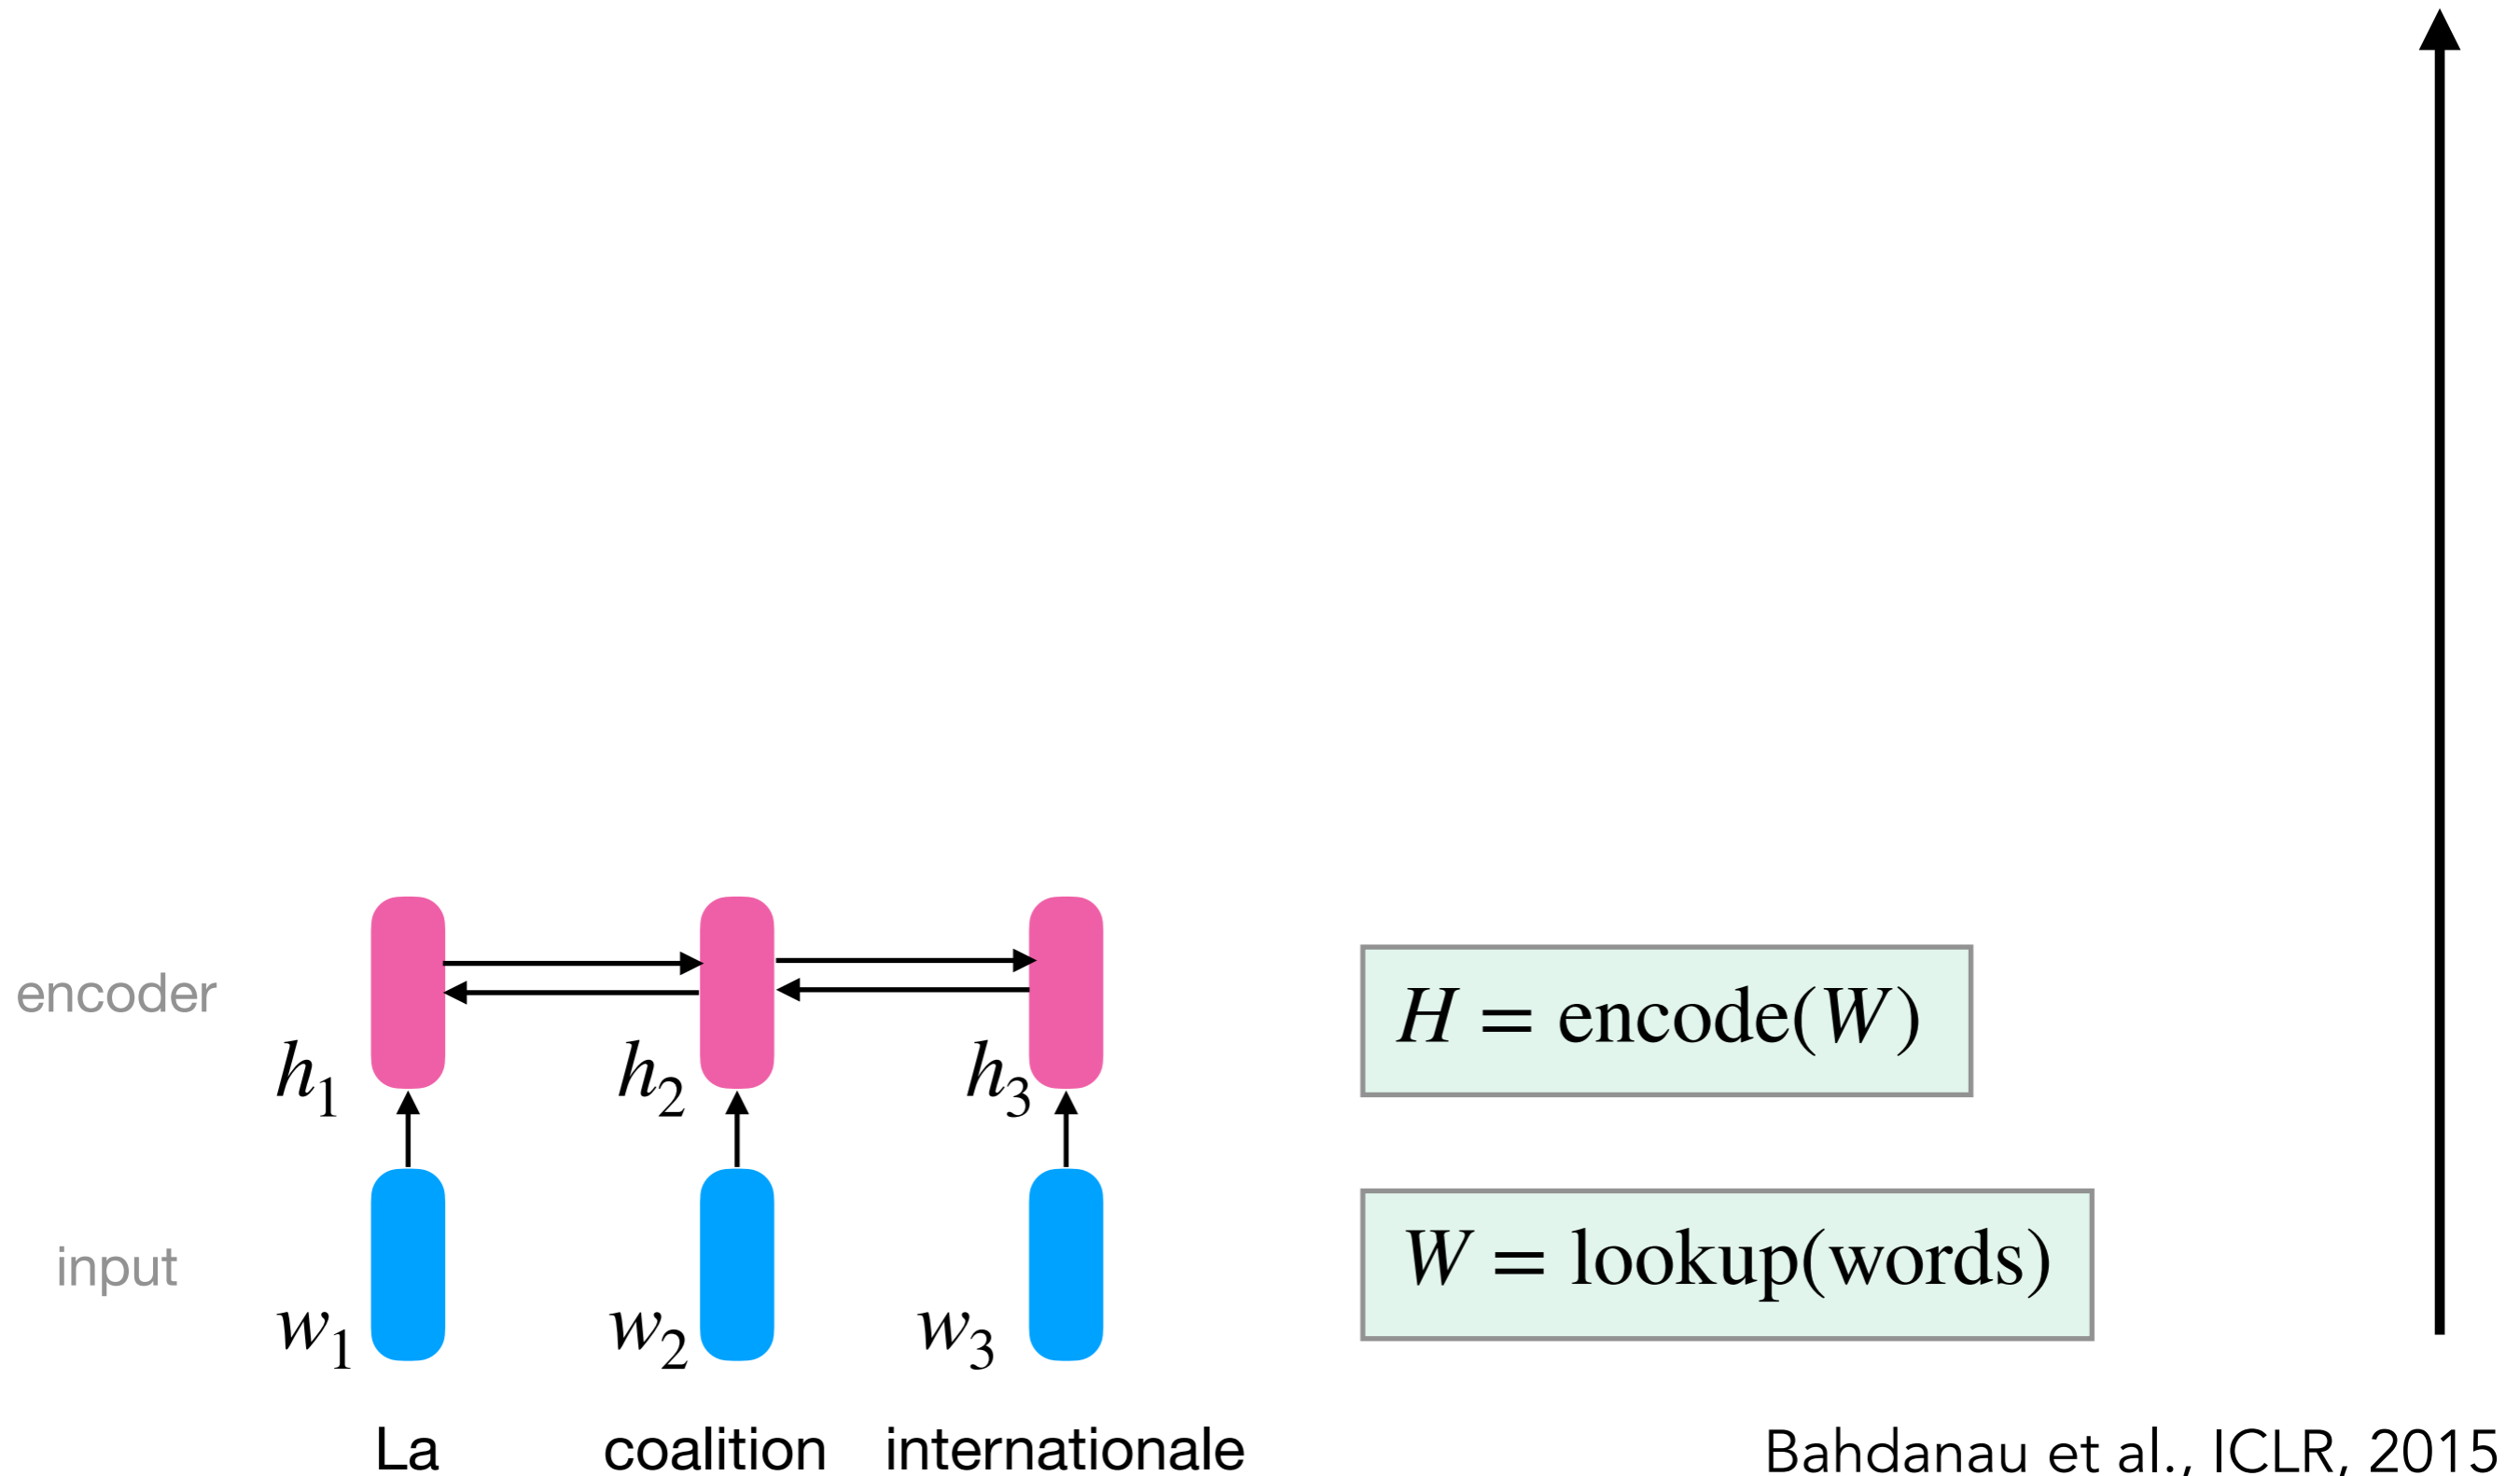 encoder
h1 h2 h3
H = encode(W)
input
w1 w2 w3
W = lookup(words)
La coalition internationale
Bahdanau et al., ICLR, 2015